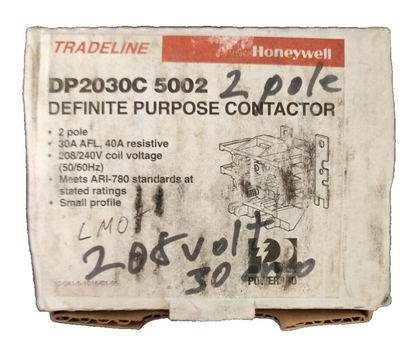 TRADELINE
Honeywell
DP2030C 5002 2 pole
DEFINITE PURPOSE CONTACTOR
• 2 pole
• 30A AFL, 40A resistive
• 208/240V coil voltage
(50/60Hz)
• Meets ARI-780 standards at
stated ratings
• Small profile
208 volt
30